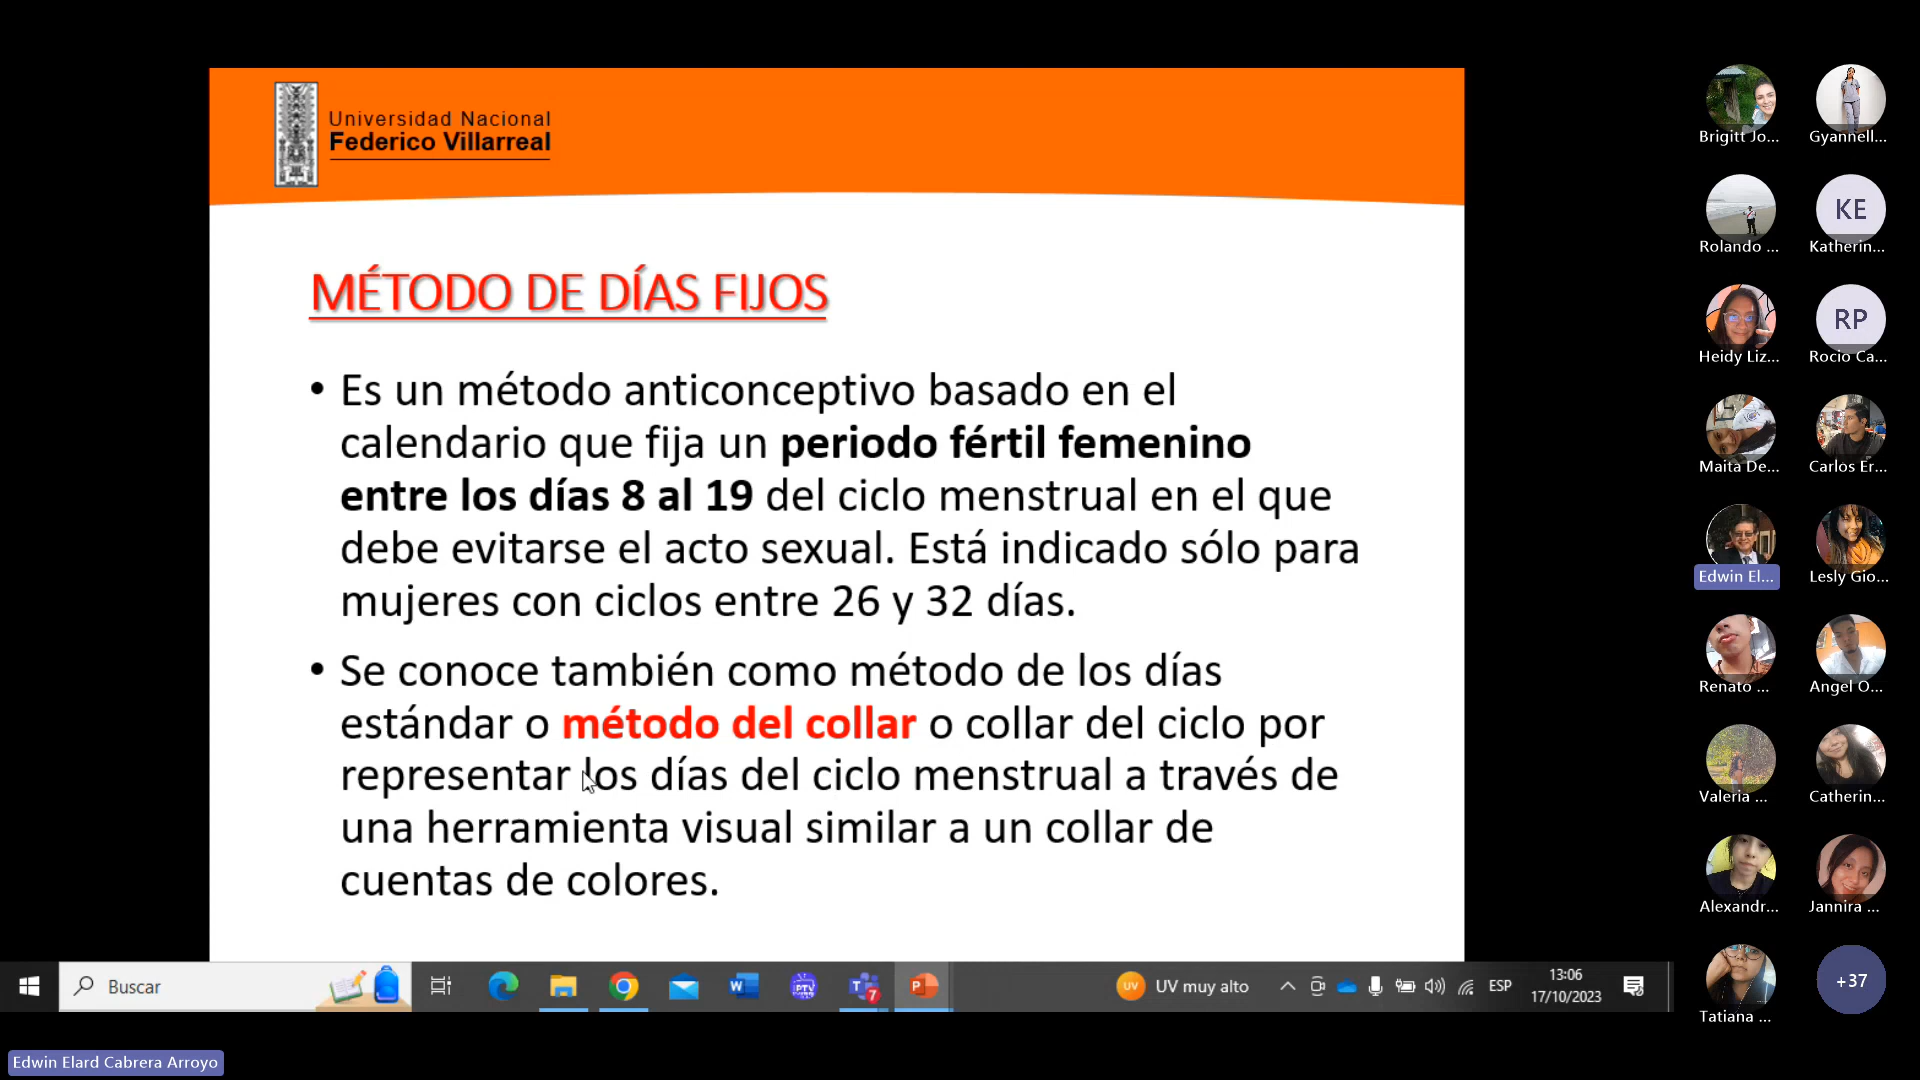 Universidad Nacional
Federico Villarreal
MÉTODO DE DÍAS FIJOS
• Es un método anticonceptivo basado en el
calendario que fija un periodo fértil femenino
entre los días 8 al 19 del ciclo menstrual en el que
debe evitarse el acto sexual. Está indicado sólo para
mujeres con ciclos entre 26 y 32 días.
• Se conoce también como método de los días
estándar o método del collar o collar del ciclo por
representar los días del ciclo menstrual a través de
una herramienta visual similar a un collar de
cuentas de colores.
Brigitt Jo...
Gyannell...
Rolando ...
KE
Katherin...
Heidy Liz...
RP
Rocio Ca...
Maita De...
Carlos Er...
Edwin El...
Lesly Gio...
Renato ...
Angel O...
Valeria ...
Catherin...
Alexandr...
Jannira ...
Tatiana ...
+37
Buscar
W
IPTV
7
P
UV
UV muy alto
ESP
13:06
17/10/2023
Edwin Elard Cabrera Arroyo